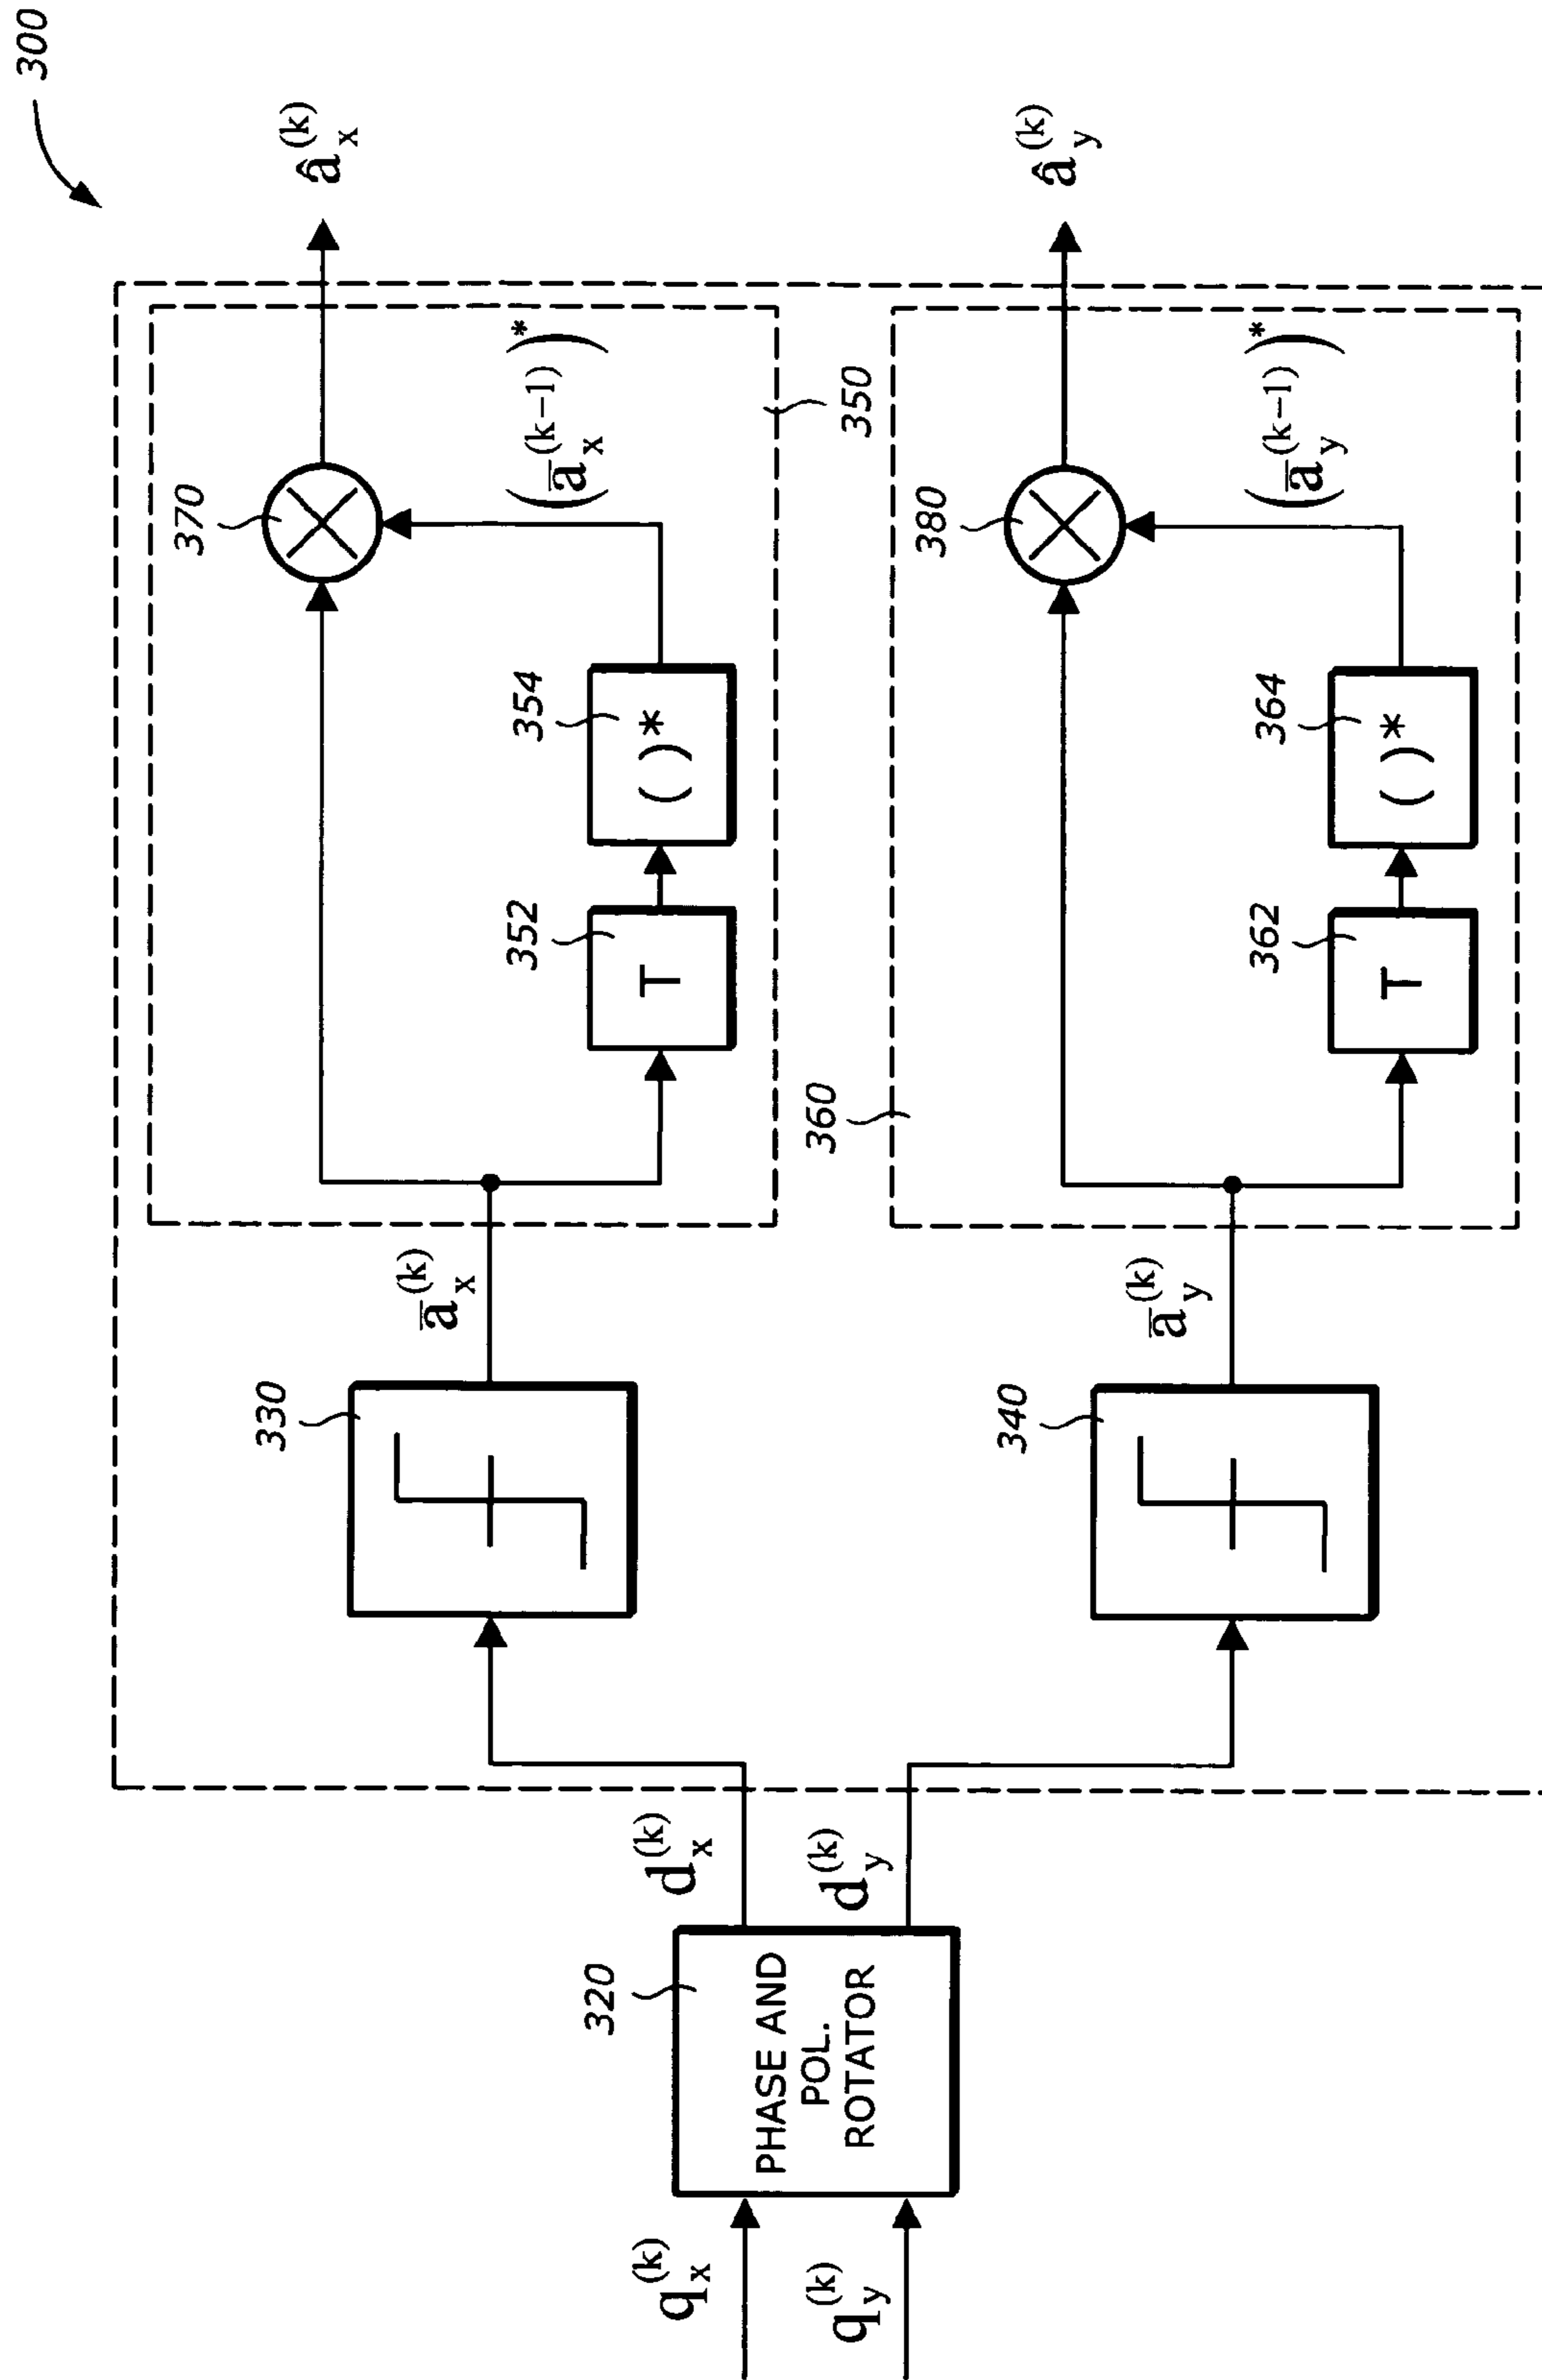 300
q_x^(k)
q_y^(k)
320
PHASE AND
POL.
ROTATOR
d_x^(k)
d_y^(k)
330
ā_x^(k)
352
T
354
( )*
(ā_x^(k−1))*
370
350
â_x^(k)
340
ā_y^(k)
360
362
T
364
( )*
(ā_y^(k−1))*
380
â_y^(k)